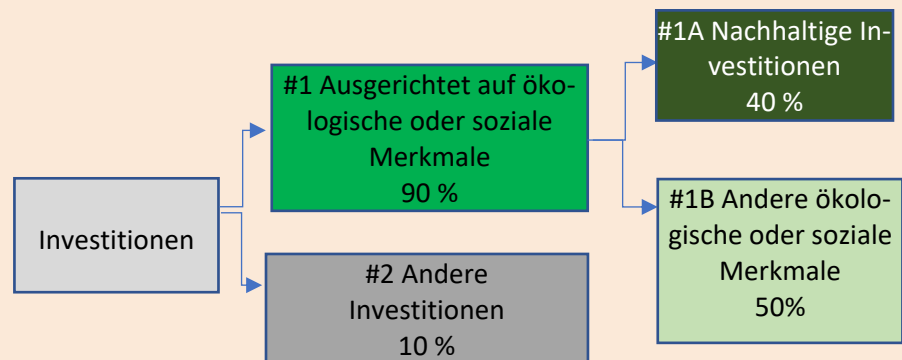 Investitionen
#1 Ausgerichtet auf öko-
logische oder soziale
Merkmale
90 %
#2 Andere
Investitionen
10 %
#1A Nachhaltige In-
vestitionen
40 %
#1B Andere ökolo-
gische oder soziale
Merkmale
50%